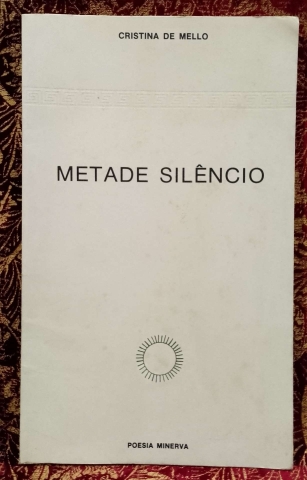 CRISTINA DE MELLO
METADE SILÊNCIO
POESIA MINERVA